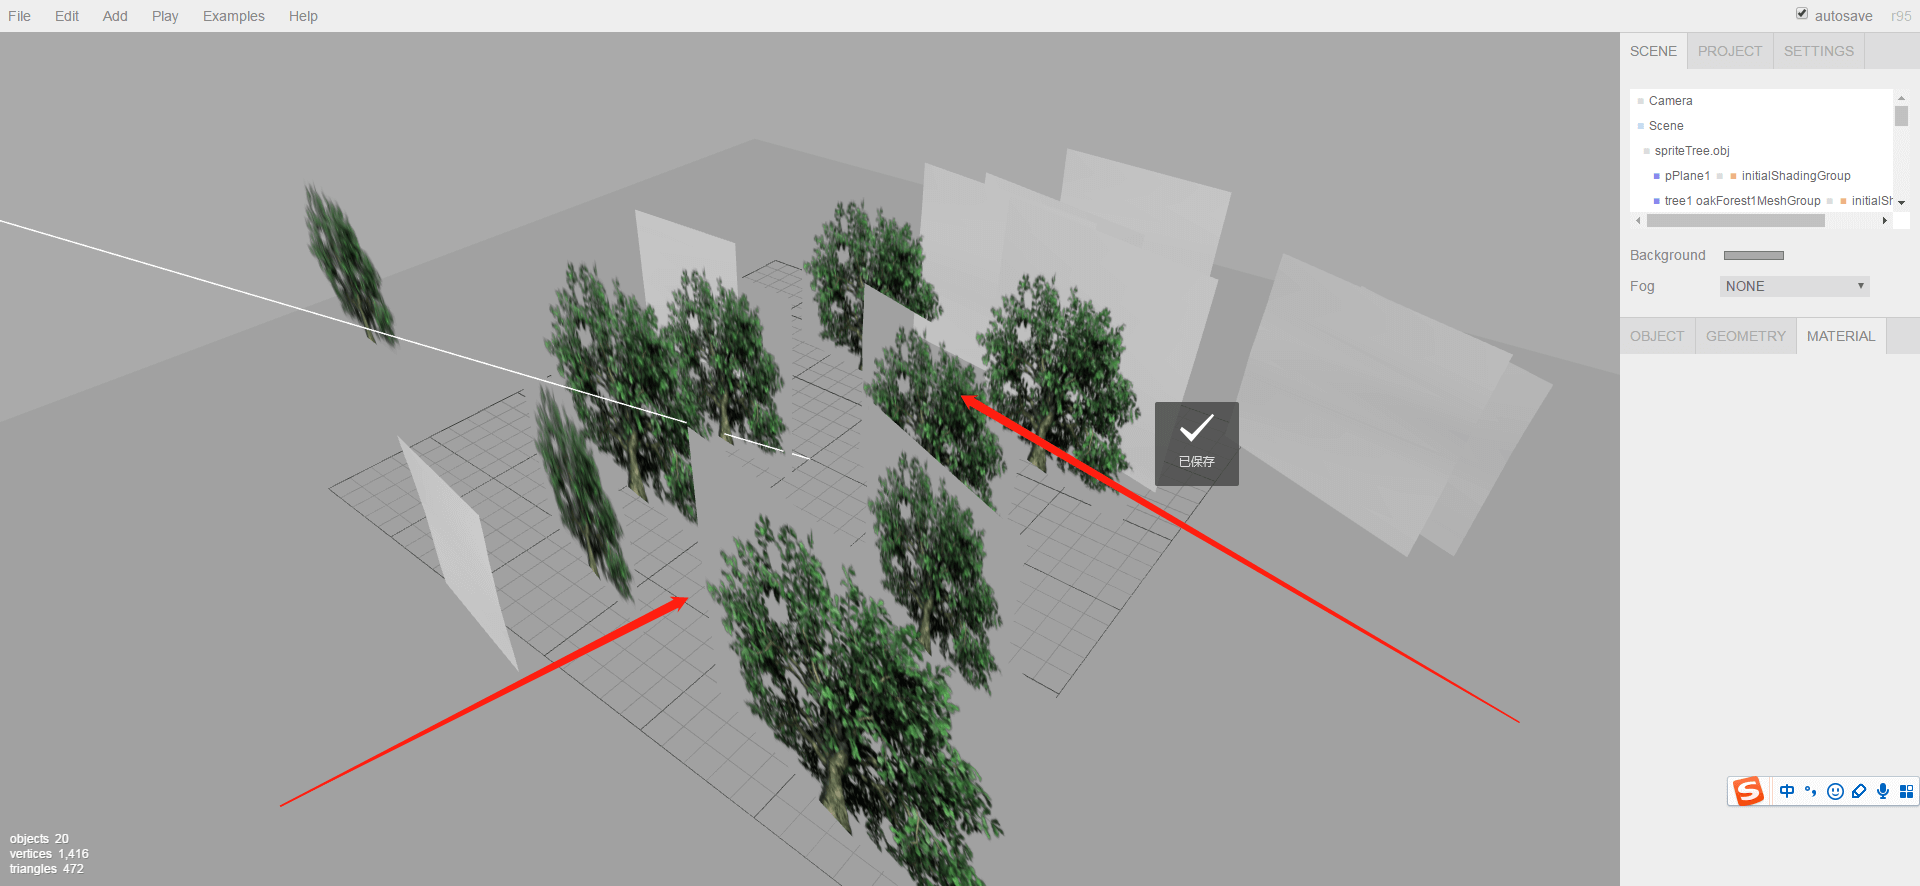 File Edit Add Play Examples Help autosave r95
SCENE PROJECT SETTINGS
Camera
Scene
spriteTree.obj
pPlane1 initialShadingGroup
tree1 oakForest1MeshGroup initialSh
Background
Fog NONE
OBJECT GEOMETRY MATERIAL
已保存
中
objects 20
vertices 1,416
triangles 472